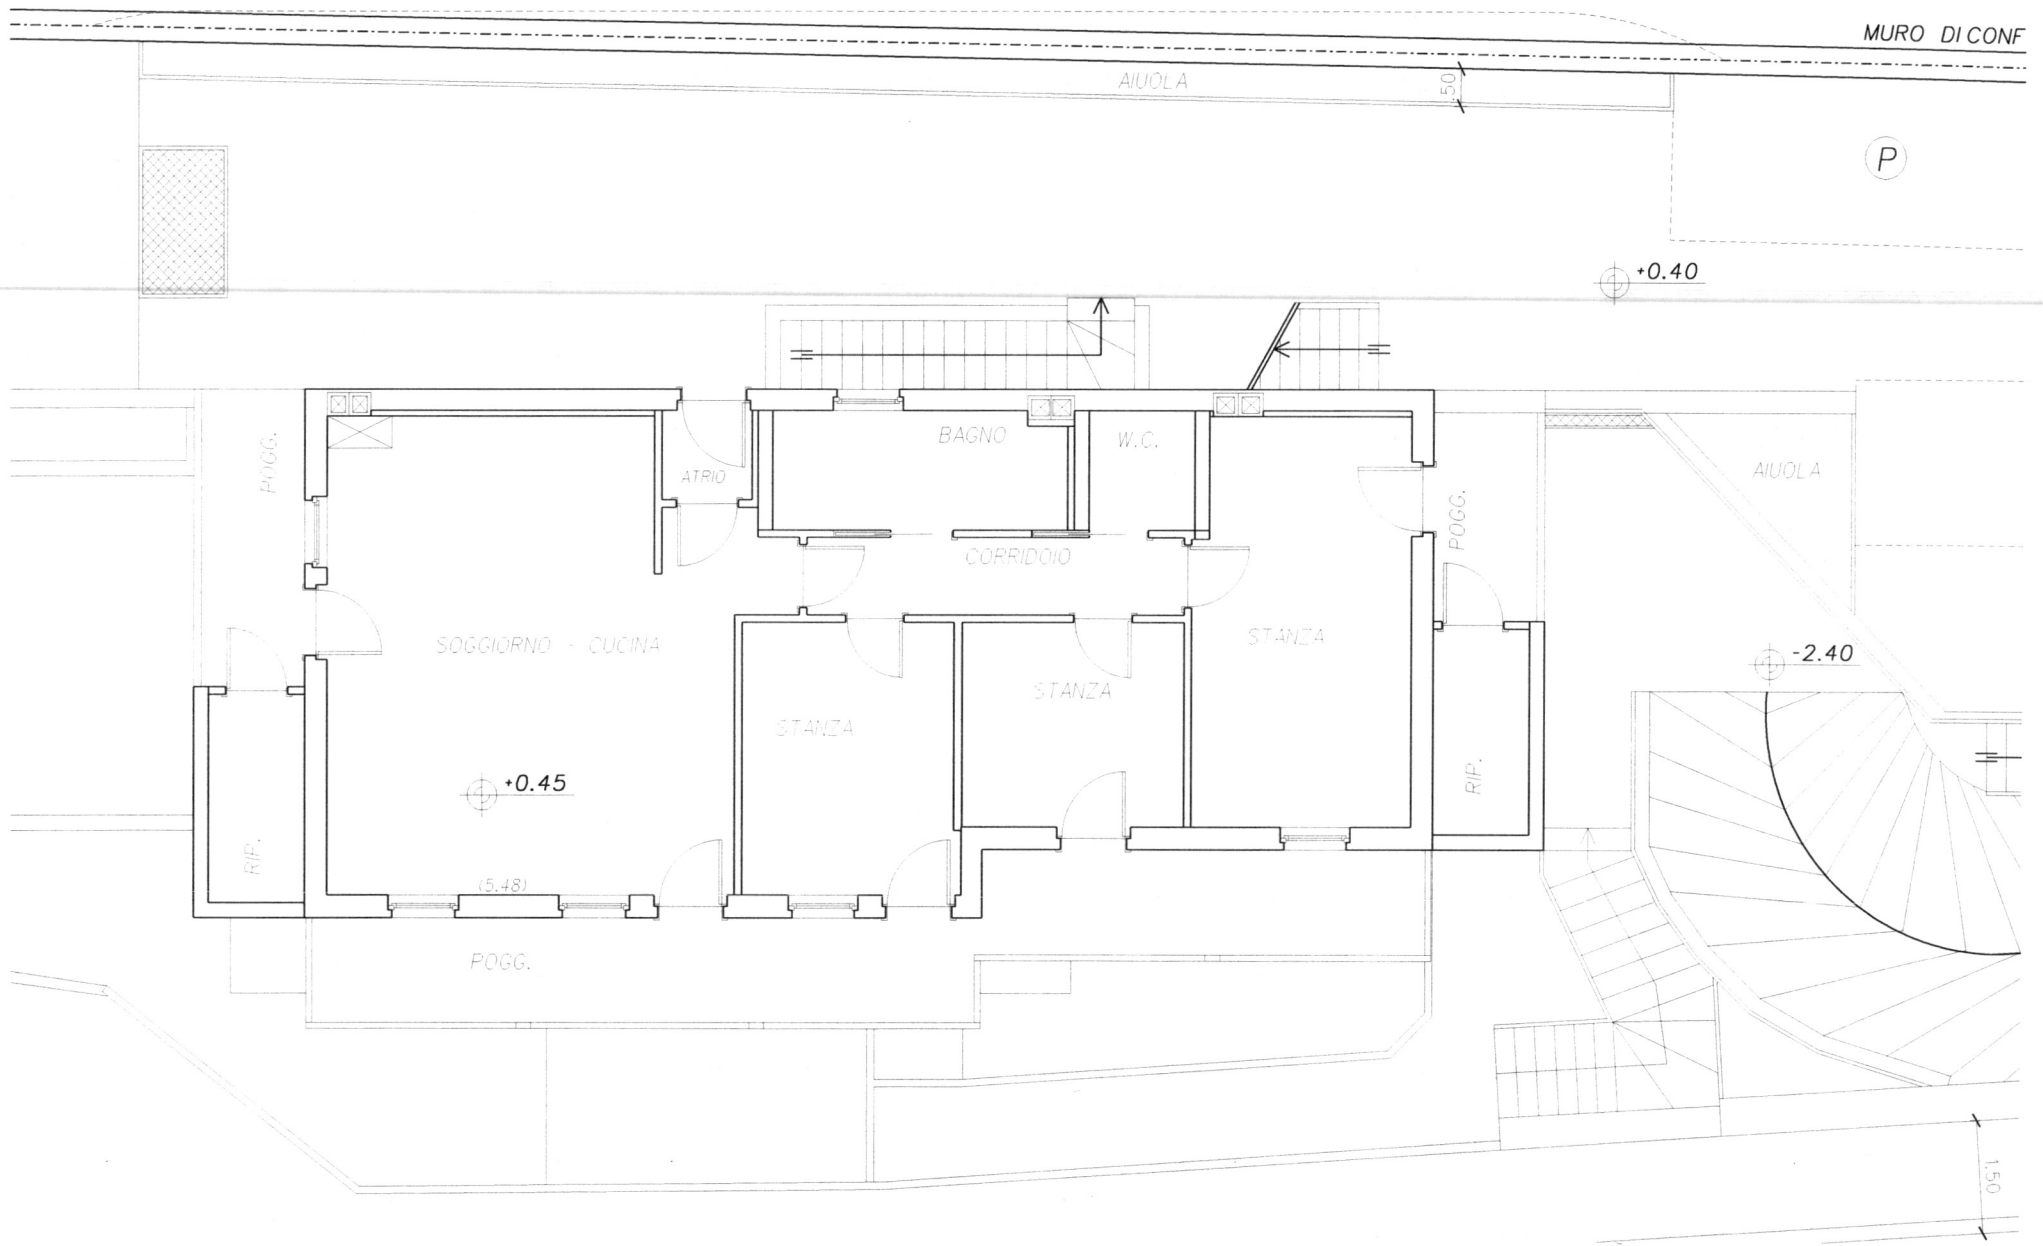 MURO DI CONF
AIUOLA
.50
P
+0.40
POGG.
BAGNO
W.C.
ATRIO
AIUOLA
POGG.
CORRIDOIO
SOGGIORNO - CUCINA
STANZA
STANZA
STANZA
-2.40
+0.45
RIP.
RIP.
(5.48)
POGG.
1.50